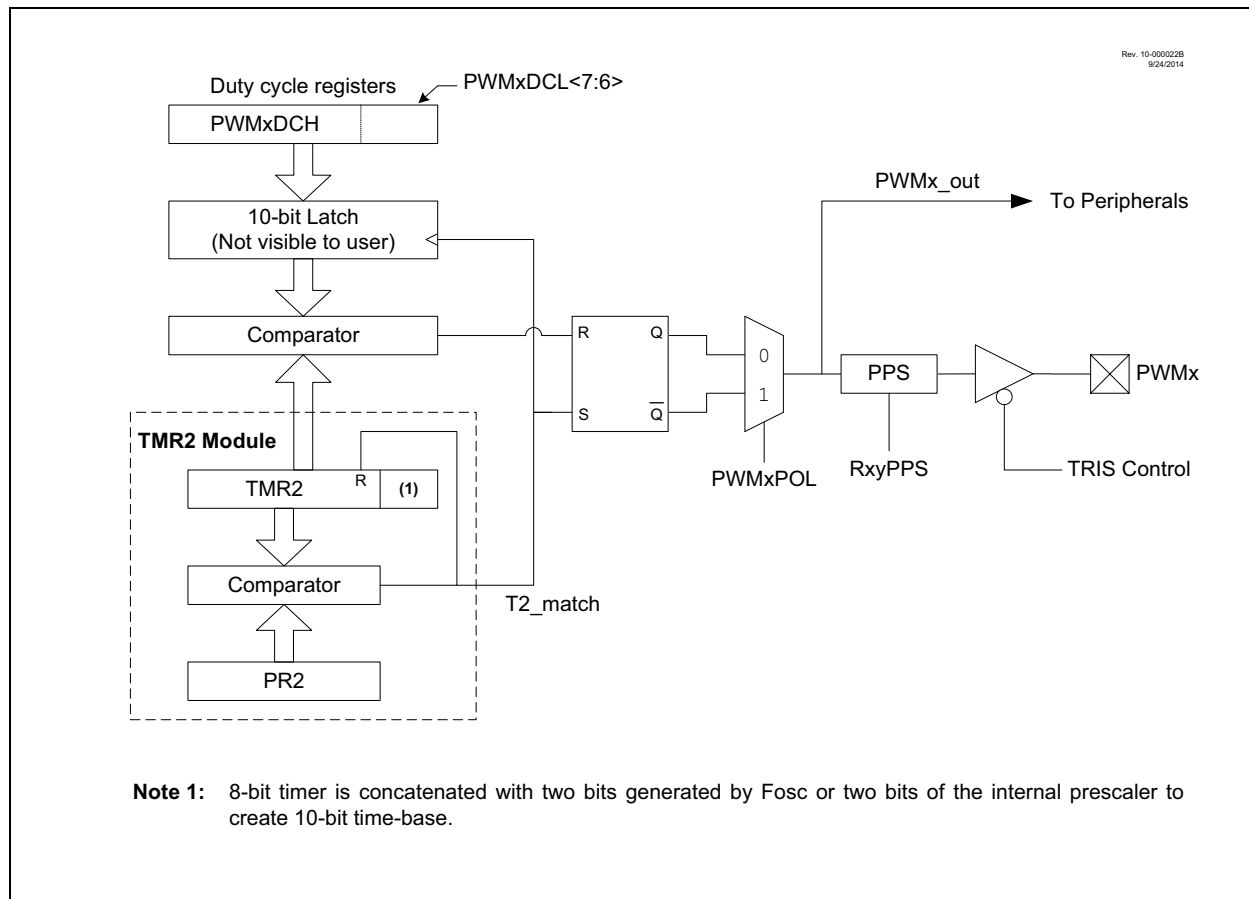 Rev. 10-000022B
9/24/2014
Duty cycle registers
PWMxDCL<7:6>
PWMxDCH
10-bit Latch
(Not visible to user)
Comparator
TMR2 Module
TMR2
R
(1)
Comparator
PR2
T2_match
R
Q
S
Q
0
1
PWMxPOL
PWMx_out
To Peripherals
PPS
RxyPPS
PWMx
TRIS Control
Note 1: 8-bit timer is concatenated with two bits generated by Fosc or two bits of the internal prescaler to
create 10-bit time-base.